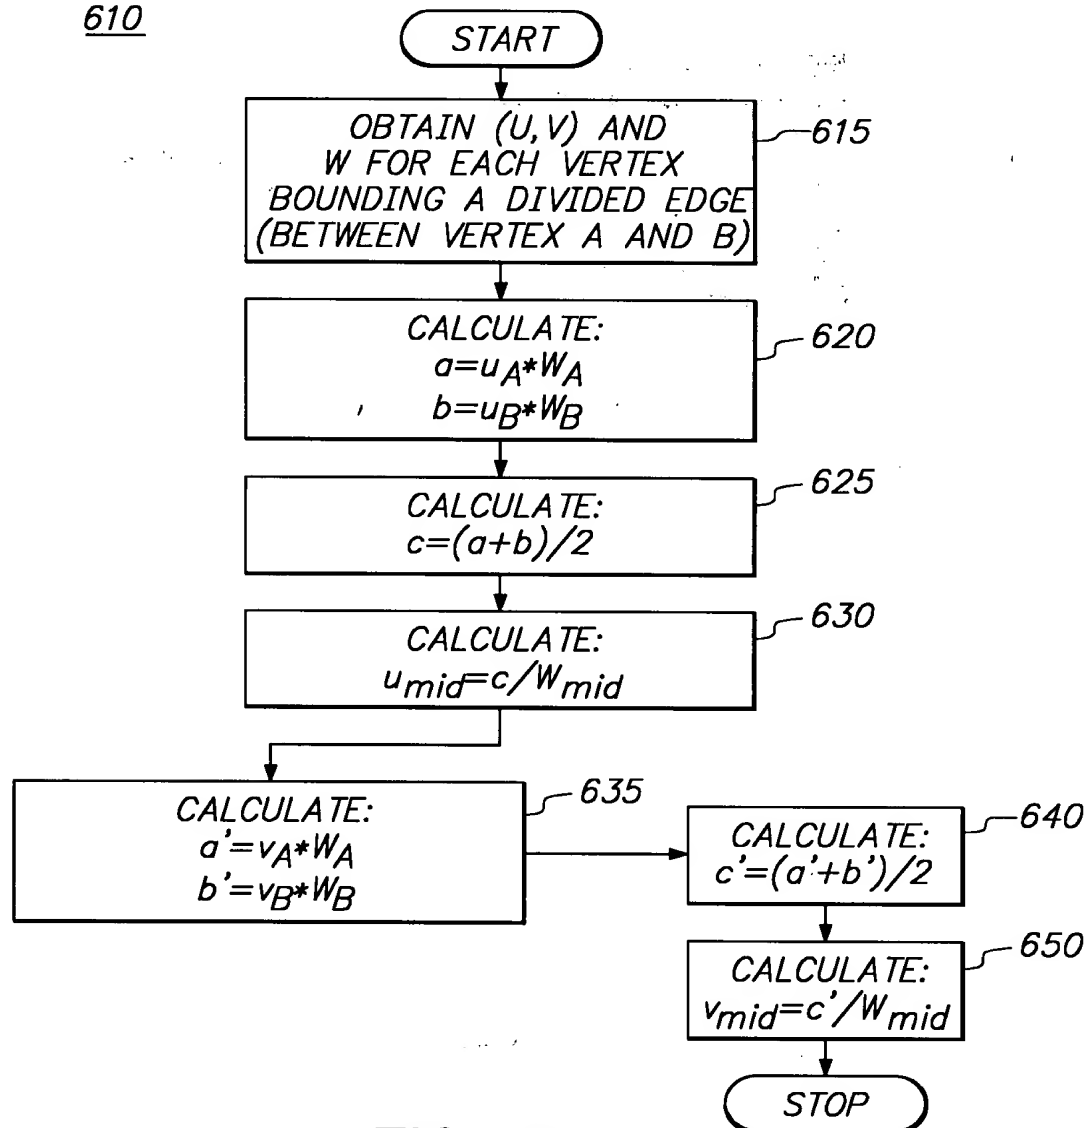 610
START
OBTAIN (U,V) AND
W FOR EACH VERTEX
BOUNDING A DIVIDED EDGE
(BETWEEN VERTEX A AND B)
615
CALCULATE:
a=uA*WA
b=uB*WB
620
CALCULATE:
c=(a+b)/2
625
CALCULATE:
umid=c/Wmid
630
CALCULATE:
a'=vA*WA
b'=vB*WB
635
CALCULATE:
c'=(a'+b')/2
640
CALCULATE:
vmid=c'/Wmid
650
STOP